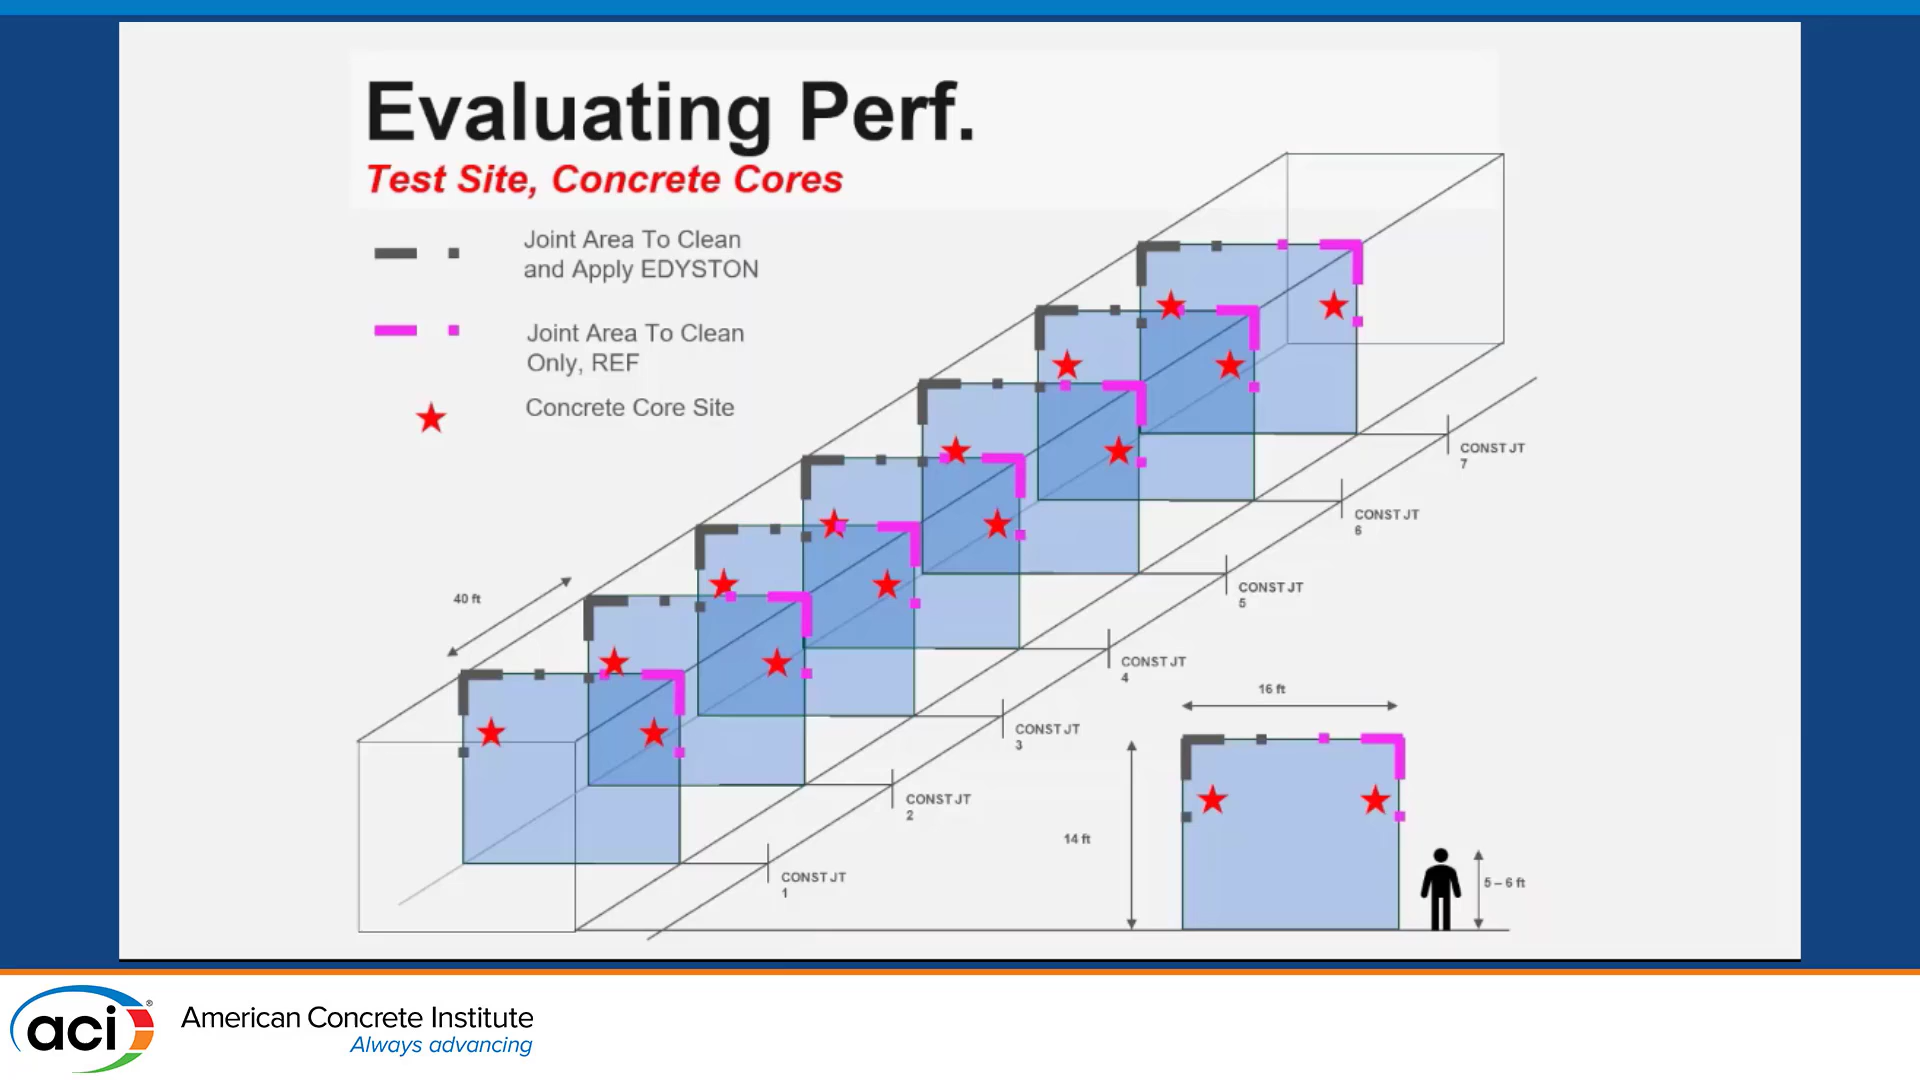 Evaluating Perf.
Test Site, Concrete Cores
Joint Area To Clean
and Apply EDYSTON
Joint Area To Clean
Only, REF
Concrete Core Site
40 ft
CONST JT
7
CONST JT
6
CONST JT
5
CONST JT
4
CONST JT
3
CONST JT
2
CONST JT
1
16 ft
14 ft
5 – 6 ft
aci®
American Concrete Institute
Always advancing